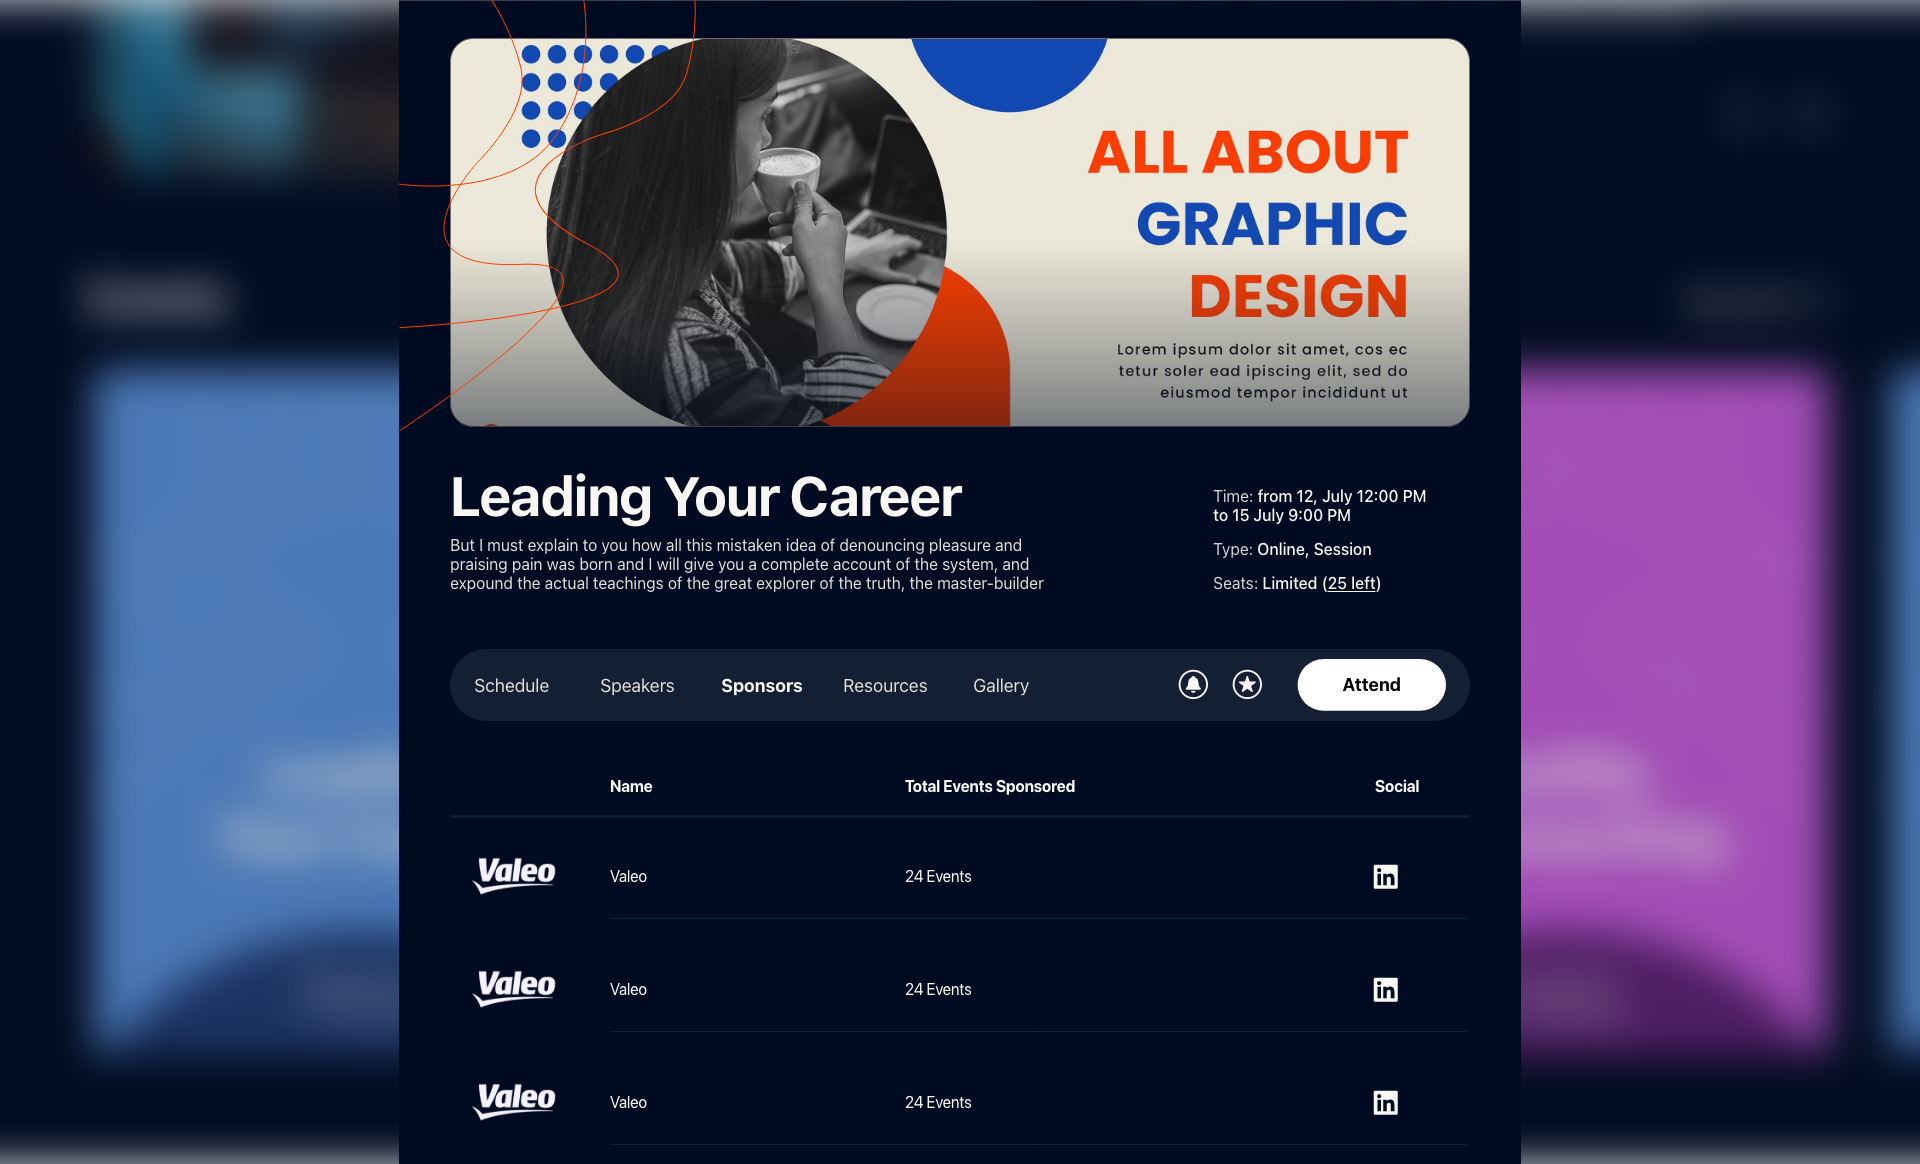 ALL ABOUT
GRAPHIC
DESIGN
Lorem ipsum dolor sit amet, cos ec
tetur soler ead ipiscing elit, sed do
eiusmod tempor incididunt ut
Leading Your Career
But I must explain to you how all this mistaken idea of denouncing pleasure and
praising pain was born and I will give you a complete account of the system, and
expound the actual teachings of the great explorer of the truth, the master-builder
Time: from 12, July 12:00 PM
to 15 July 9:00 PM
Type: Online, Session
Seats: Limited (25 left)
Schedule Speakers Sponsors Resources Gallery Attend
Name Total Events Sponsored Social
Valeo Valeo 24 Events in
Valeo Valeo 24 Events in
Valeo Valeo 24 Events in